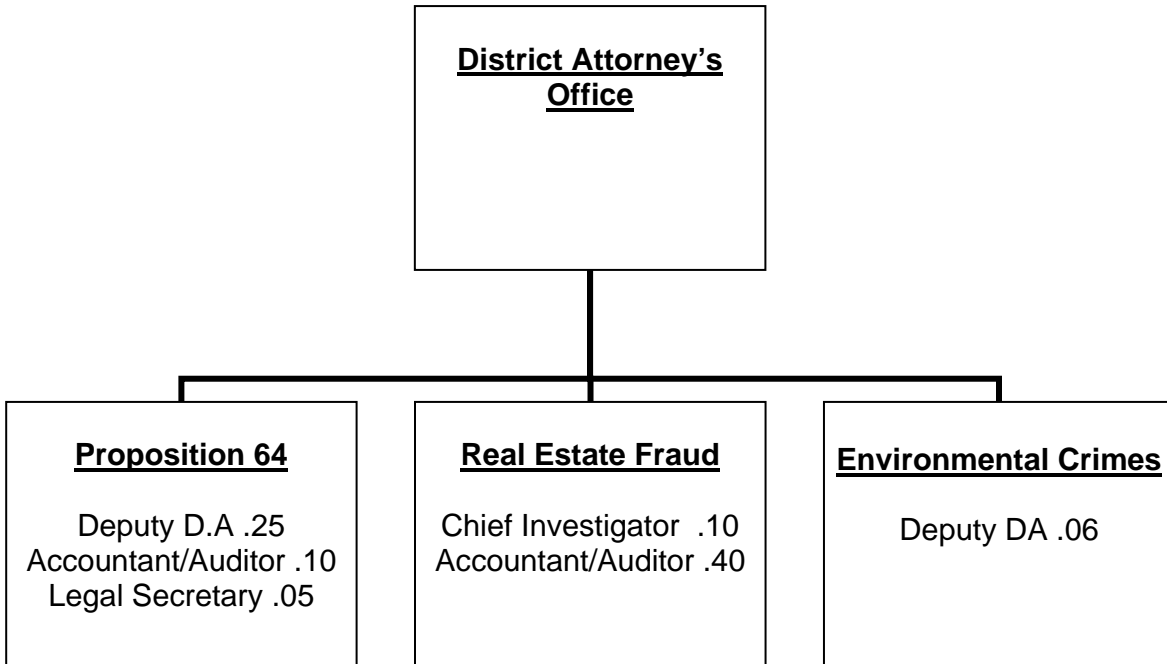 District Attorney’s
Office
Proposition 64
Deputy D.A .25
Accountant/Auditor .10
Legal Secretary .05
Real Estate Fraud
Chief Investigator .10
Accountant/Auditor .40
Environmental Crimes
Deputy DA .06